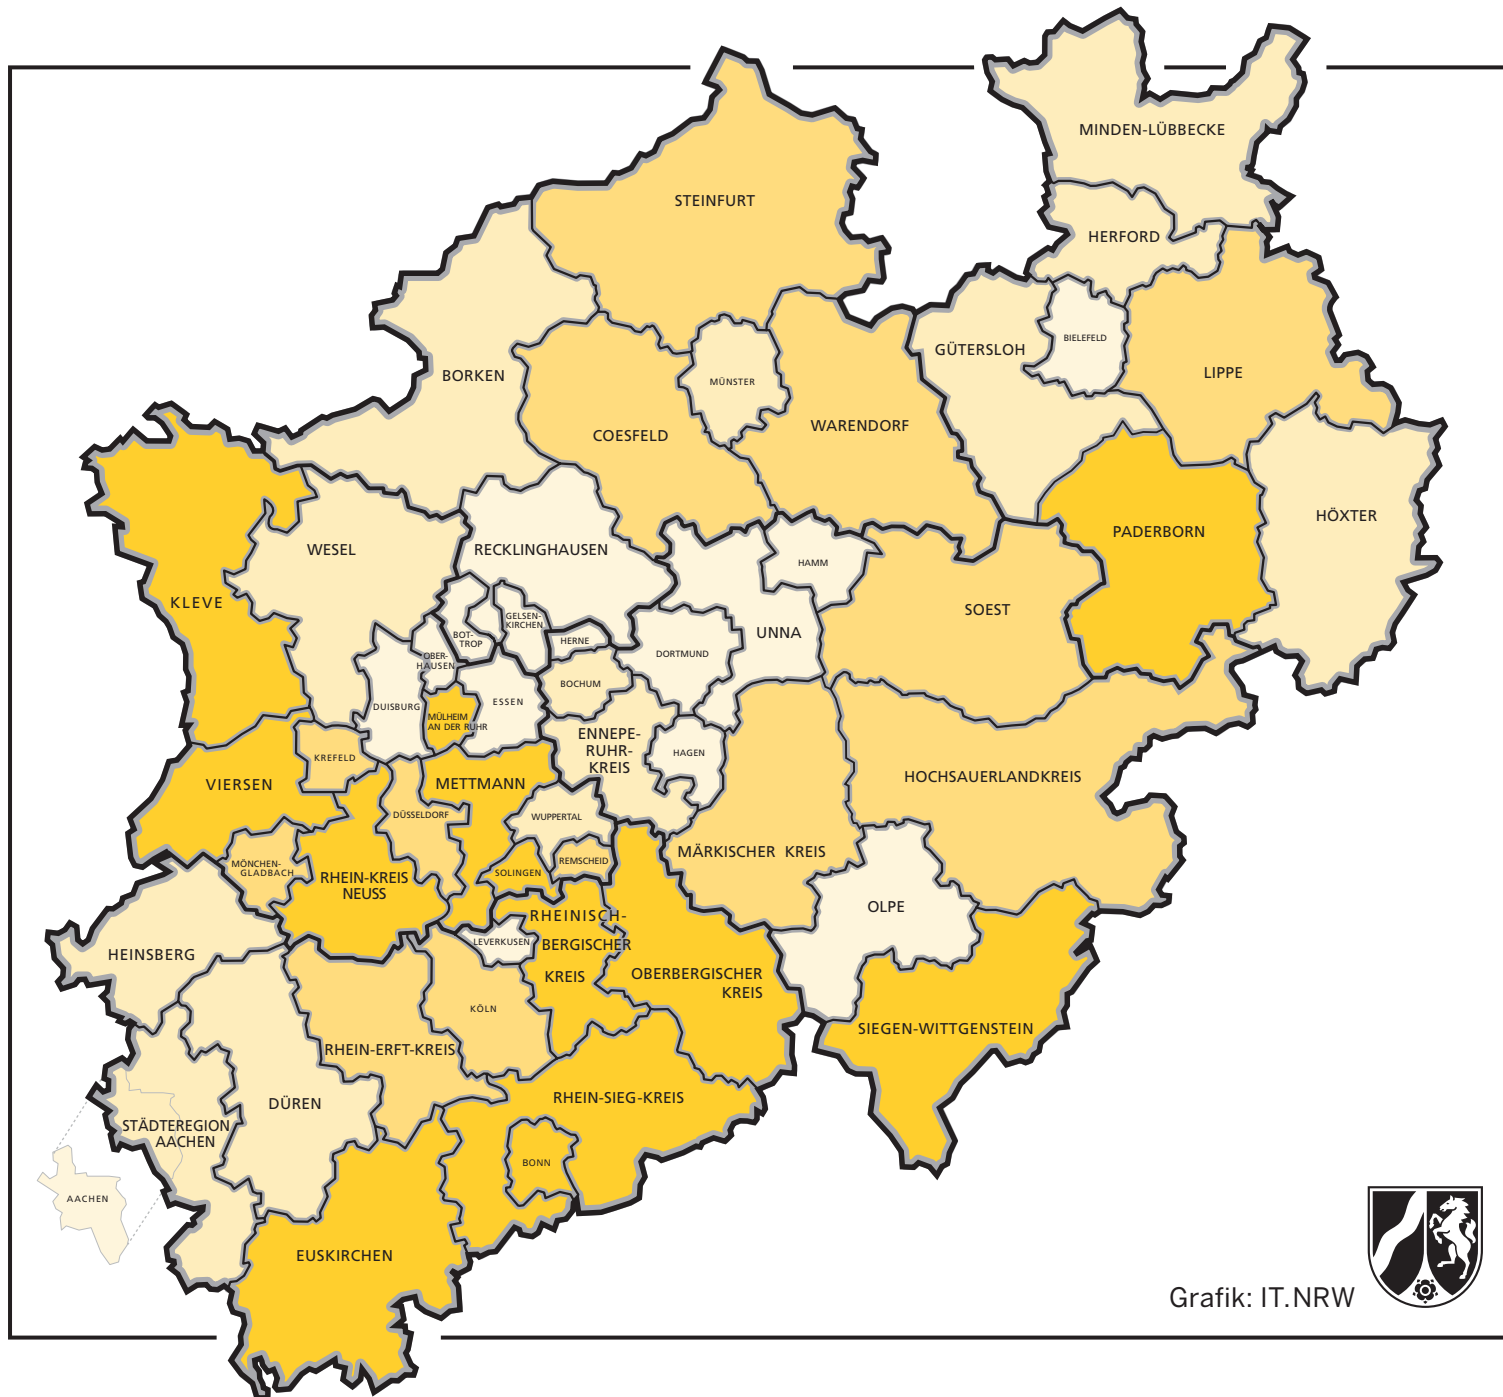 MINDEN-LÜBBECKE
STEINFURT
HERFORD
BIELEFELD
GÜTERSLOH
LIPPE
BORKEN
MÜNSTER
WARENDORF
COESFELD
HÖXTER
PADERBORN
WESEL
RECKLINGHAUSEN
HAMM
KLEVE
SOEST
GELSEN-
KIRCHEN
BOT-
TROP
HERNE
UNNA
DORTMUND
OBER-
HAUSEN
BOCHUM
DUISBURG
ESSEN
MÜLHEIM
AN DER RUHR
ENNEPE-
RUHR-
KREIS
HAGEN
KREFELD
HOCHSAUERLANDKREIS
VIERSEN
METTMANN
DÜSSELDORF
WUPPERTAL
MÄRKISCHER KREIS
MÖNCHEN-
GLADBACH
REMSCHEID
SOLINGEN
RHEIN-KREIS
NEUSS
OLPE
RHEINISCH-
BERGISCHER
KREIS
LEVERKUSEN
HEINSBERG
OBERBERGISCHER
KREIS
KÖLN
SIEGEN-WITTGENSTEIN
RHEIN-ERFT-KREIS
DÜREN
RHEIN-SIEG-KREIS
STÄDTEREGION
AACHEN
BONN
AACHEN
EUSKIRCHEN
Grafik: IT.NRW